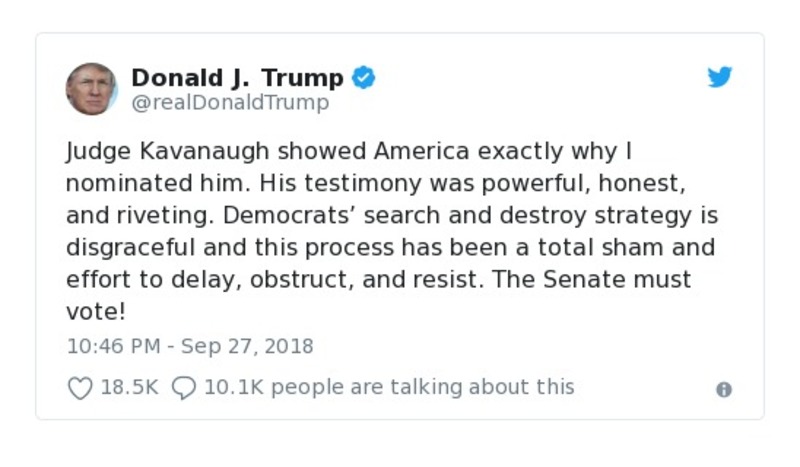 Donald J. Trump
@realDonaldTrump
Judge Kavanaugh showed America exactly why I
nominated him. His testimony was powerful, honest,
and riveting. Democrats’ search and destroy strategy is
disgraceful and this process has been a total sham and
effort to delay, obstruct, and resist. The Senate must
vote!
10:46 PM - Sep 27, 2018
18.5K 10.1K people are talking about this